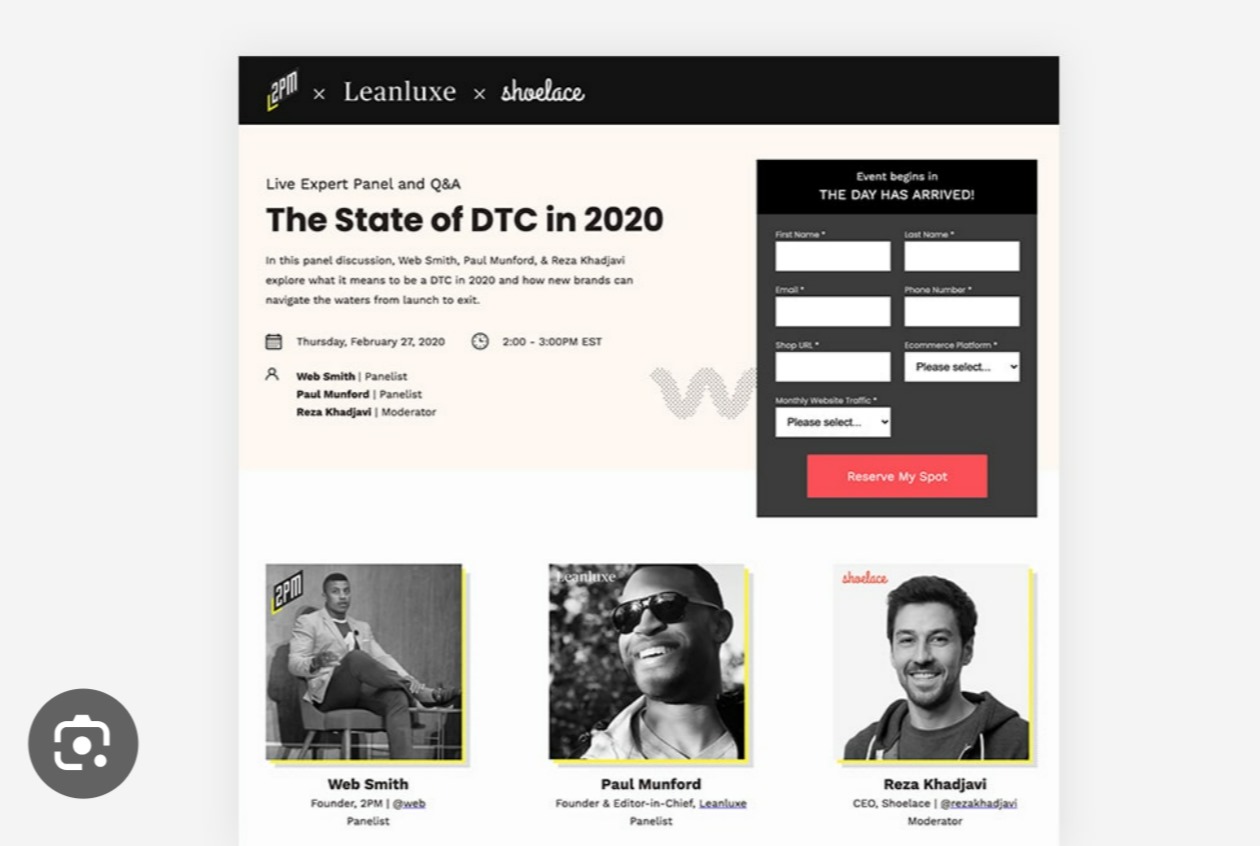 2PM × Leanluxe × shoelace
Live Expert Panel and Q&A
The State of DTC in 2020
In this panel discussion, Web Smith, Paul Munford, & Reza Khadjavi
explore what it means to be a DTC in 2020 and how new brands can
navigate the waters from launch to exit.
Thursday, February 27, 2020 2:00 - 3:00PM EST
Web Smith | Panelist
Paul Munford | Panelist
Reza Khadjavi | Moderator
W
Event begins in
THE DAY HAS ARRIVED!
First Name * Last Name *
Email * Phone Number *
Shop URL * Ecommerce Platform *
Please select...
Monthly Website Traffic *
Please select...
Reserve My Spot
2PM
Leanluxe
shoelace
Web Smith
Founder, 2PM | @web
Panelist
Paul Munford
Founder & Editor-in-Chief, Leanluxe
Panelist
Reza Khadjavi
CEO, Shoelace | @rezakhadjavi
Moderator